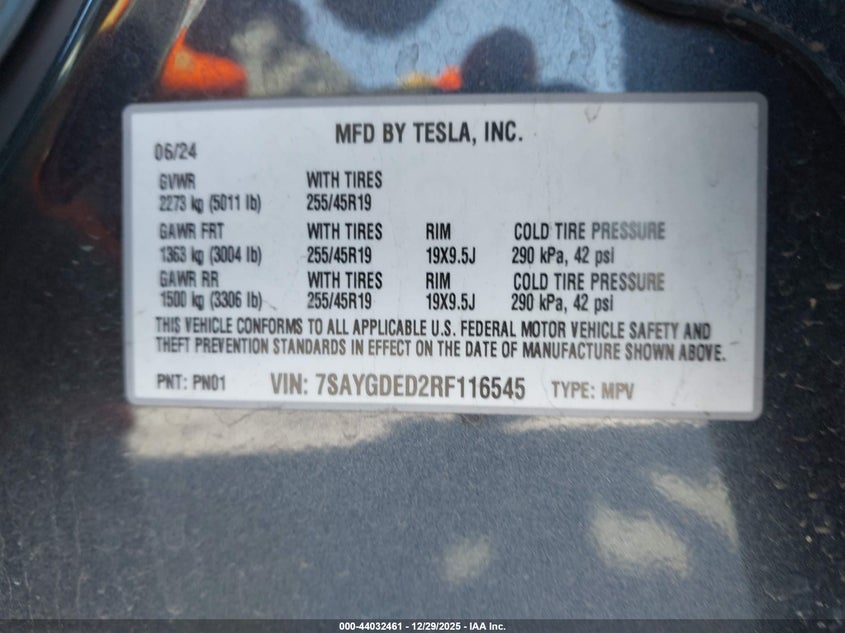 MFD BY TESLA, INC.
06/24
GVWR WITH TIRES
2273 kg (5011 lb) 255/45R19
GAWR FRT WITH TIRES RIM COLD TIRE PRESSURE
1363 kg (3004 lb) 255/45R19 19X9.5J 290 kPa, 42 psi
GAWR RR WITH TIRES RIM COLD TIRE PRESSURE
1500 kg (3306 lb) 255/45R19 19X9.5J 290 kPa, 42 psi
THIS VEHICLE CONFORMS TO ALL APPLICABLE U.S. FEDERAL MOTOR VEHICLE SAFETY AND
THEFT PREVENTION STANDARDS IN EFFECT ON THE DATE OF MANUFACTURE SHOWN ABOVE.
PNT: PN01 VIN: 7SAYGDED2RF116545 TYPE: MPV
000-44032461 - 12/29/2025 - IAA Inc.